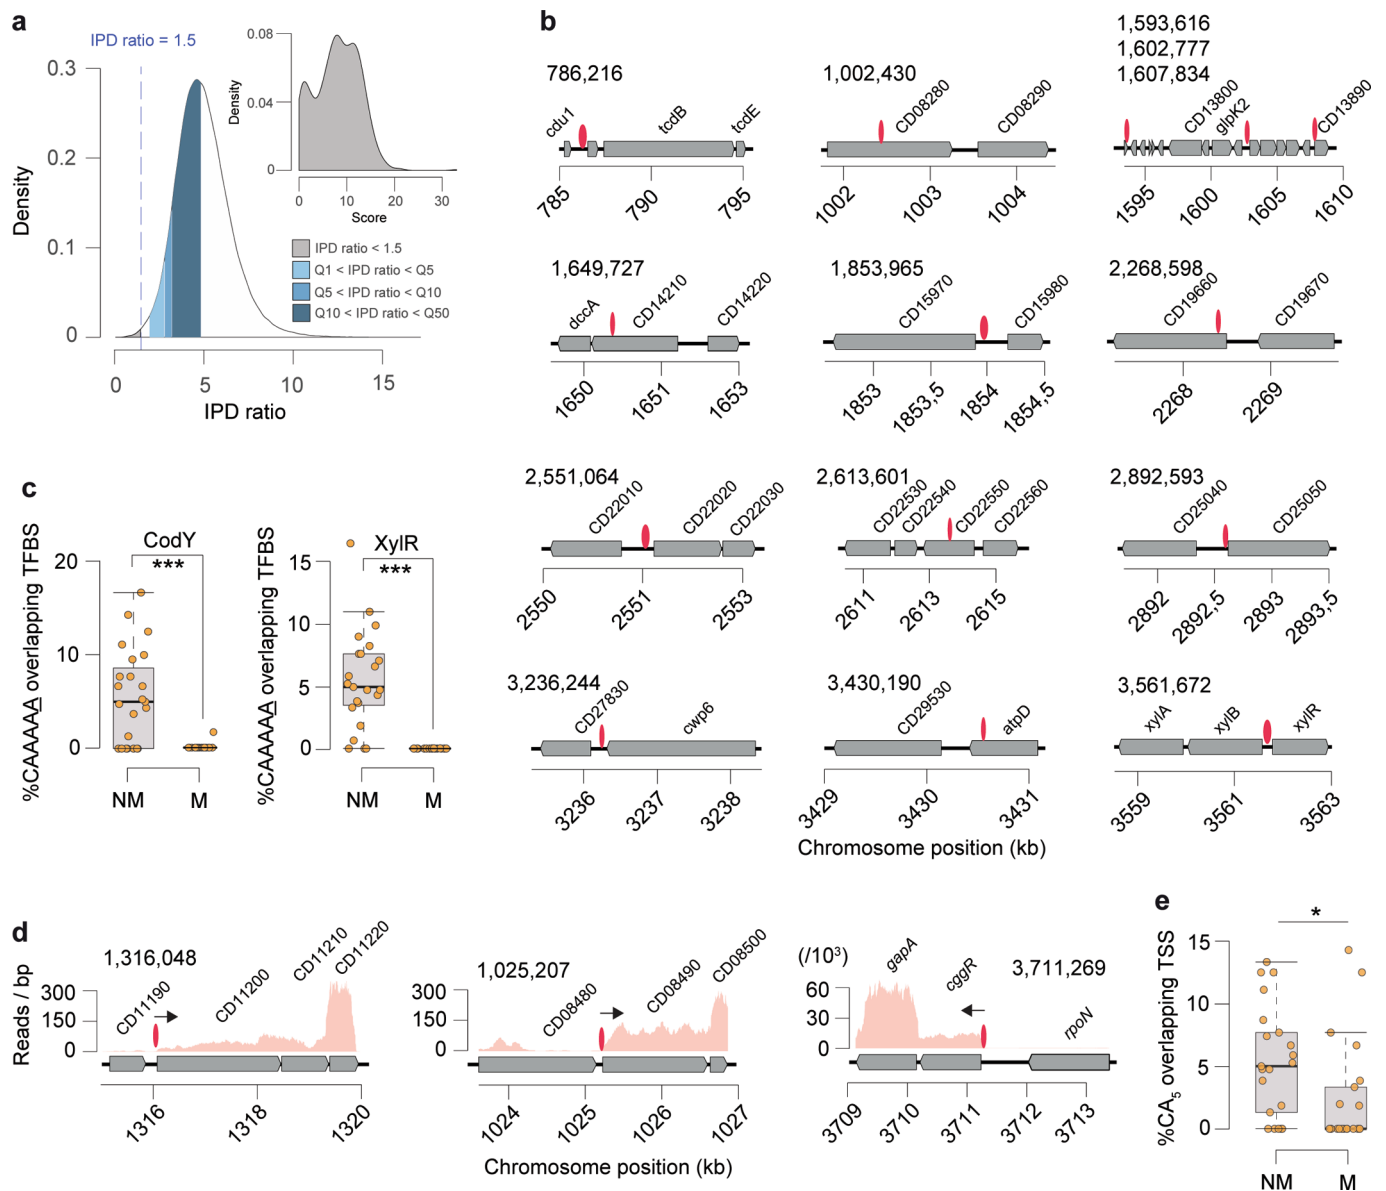 a
IPD ratio = 1.5
0.3
0.2
0.1
0
Density
0
5
10
15
IPD ratio
0.08
0.04
0
Density
0
10
20
30
Score
IPD ratio < 1.5
Q1 < IPD ratio < Q5
Q5 < IPD ratio < Q10
Q10 < IPD ratio < Q50
b
786,216
cdu1
tcdB
tcdE
785
790
795
1,002,430
CD08280
CD08290
1002
1003
1004
1,593,616
1,602,777
1,607,834
CD13800
glpK2
CD13890
1595
1600
1605
1610
1,649,727
dccA
CD14210
CD14220
1650
1651
1653
1,853,965
CD15970
CD15980
1853
1853,5
1854
1854,5
2,268,598
CD19660
CD19670
2268
2269
2,551,064
CD22010
CD22020
CD22030
2550
2551
2553
2,613,601
CD22530
CD22540
CD22550
CD22560
2611
2613
2615
2,892,593
CD25040
CD25050
2892
2892,5
2893
2893,5
3,236,244
CD27830
cwp6
3236
3237
3238
3,430,190
CD29530
atpD
3429
3430
3431
3,561,672
xylA
xylB
xylR
3559
3561
3563
Chromosome position (kb)
c
%CAAAAA overlapping TFBS
20
10
0
CodY
***
NM
M
%CAAAAA overlapping TFBS
15
10
5
0
XylR
***
NM
M
d
Reads / bp
1,316,048
300
150
0
CD11190
CD11200
CD11210
CD11220
1316
1318
1320
1,025,207
300
150
0
CD08480
CD08490
CD08500
1024
1025
1026
1027
(/10³)
60
30
0
gapA
cggR
3,711,269
rpoN
3709
3710
3711
3712
3713
Chromosome position (kb)
e
%CA₅ overlapping TSS
15
10
5
0
*
NM
M